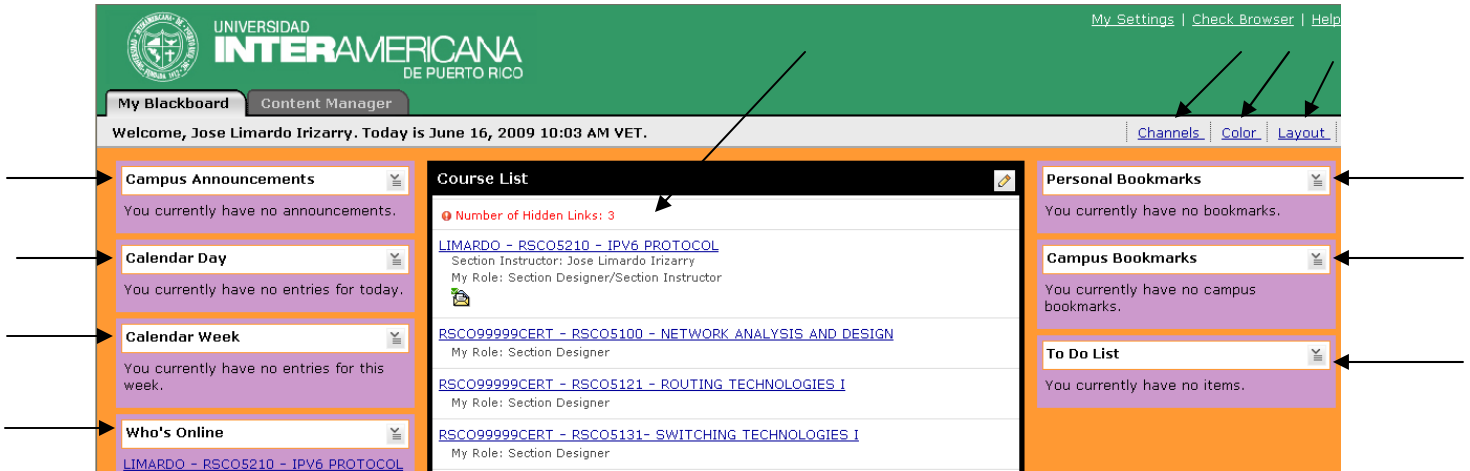 UNIVERSIDAD
INTERAMERICANA
DE PUERTO RICO
My Settings | Check Browser | Help
My Blackboard
Content Manager
Welcome, Jose Limardo Irizarry. Today is June 16, 2009 10:03 AM VET.
Channels
Color
Layout
Campus Announcements
You currently have no announcements.
Calendar Day
You currently have no entries for today.
Calendar Week
You currently have no entries for this
week.
Who's Online
LIMARDO - RSCO5210 - IPV6 PROTOCOL
Course List
Number of Hidden Links: 3
LIMARDO - RSCO5210 - IPV6 PROTOCOL
Section Instructor: Jose Limardo Irizarry
My Role: Section Designer/Section Instructor
RSCO99999CERT - RSCO5100 - NETWORK ANALYSIS AND DESIGN
My Role: Section Designer
RSCO99999CERT - RSCO5121 - ROUTING TECHNOLOGIES I
My Role: Section Designer
RSCO99999CERT - RSCO5131- SWITCHING TECHNOLOGIES I
My Role: Section Designer
Personal Bookmarks
You currently have no bookmarks.
Campus Bookmarks
You currently have no campus
bookmarks.
To Do List
You currently have no items.